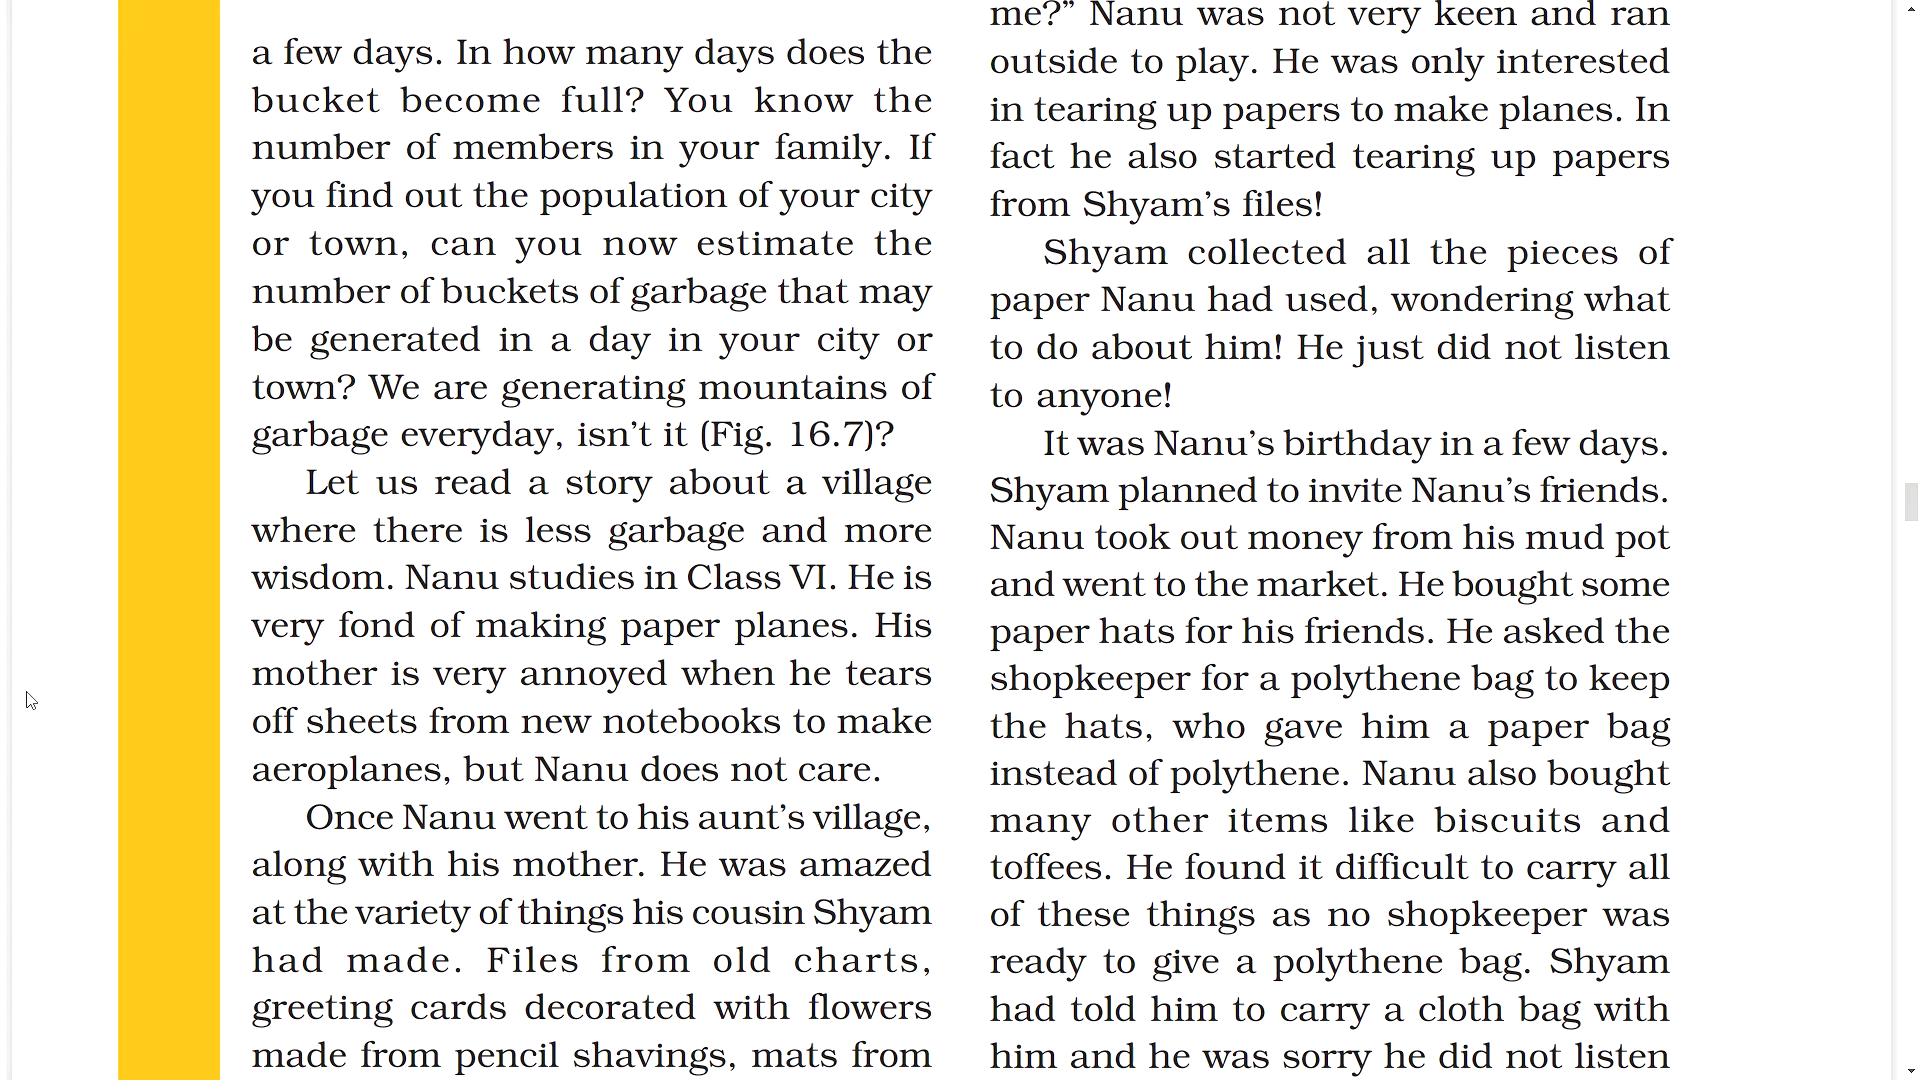 a few days. In how many days does the
bucket become full? You know the
number of members in your family. If
you find out the population of your city
or town, can you now estimate the
number of buckets of garbage that may
be generated in a day in your city or
town? We are generating mountains of
garbage everyday, isn’t it (Fig. 16.7)?
Let us read a story about a village
where there is less garbage and more
wisdom. Nanu studies in Class VI. He is
very fond of making paper planes. His
mother is very annoyed when he tears
off sheets from new notebooks to make
aeroplanes, but Nanu does not care.
Once Nanu went to his aunt’s village,
along with his mother. He was amazed
at the variety of things his cousin Shyam
had made. Files from old charts,
greeting cards decorated with flowers
made from pencil shavings, mats from
me?” Nanu was not very keen and ran
outside to play. He was only interested
in tearing up papers to make planes. In
fact he also started tearing up papers
from Shyam’s files!
Shyam collected all the pieces of
paper Nanu had used, wondering what
to do about him! He just did not listen
to anyone!
It was Nanu’s birthday in a few days.
Shyam planned to invite Nanu’s friends.
Nanu took out money from his mud pot
and went to the market. He bought some
paper hats for his friends. He asked the
shopkeeper for a polythene bag to keep
the hats, who gave him a paper bag
instead of polythene. Nanu also bought
many other items like biscuits and
toffees. He found it difficult to carry all
of these things as no shopkeeper was
ready to give a polythene bag. Shyam
had told him to carry a cloth bag with
him and he was sorry he did not listen